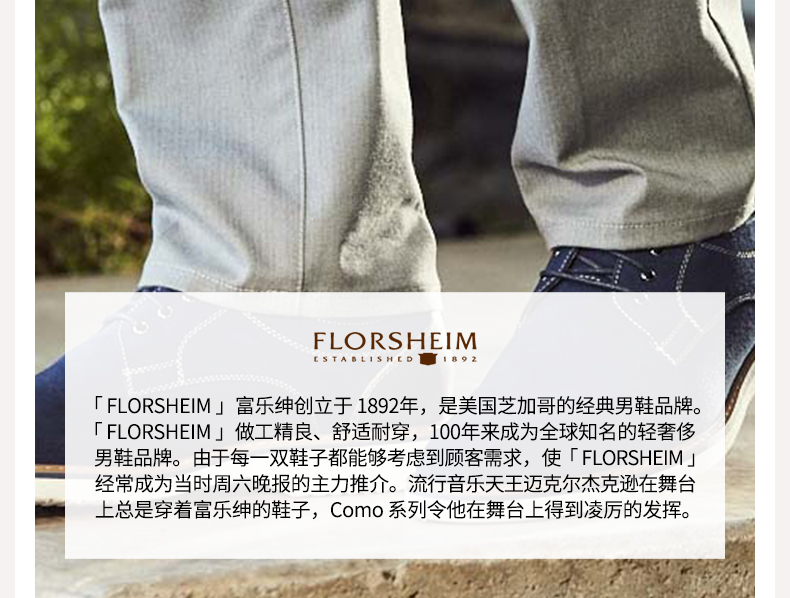 FLORSHEIM
ESTABLISHED 1892
「 FLORSHEIM 」富乐绅创立于 1892年，是美国芝加哥的经典男鞋品牌。
「 FLORSHEIM 」做工精良、舒适耐穿，100年来成为全球知名的轻奢侈
男鞋品牌。由于每一双鞋子都能够考虑到顾客需求，使「 FLORSHEIM 」
经常成为当时周六晚报的主力推介。流行音乐天王迈克尔杰克逊在舞台
上总是穿着富乐绅的鞋子，Como 系列令他在舞台上得到凌厉的发挥。